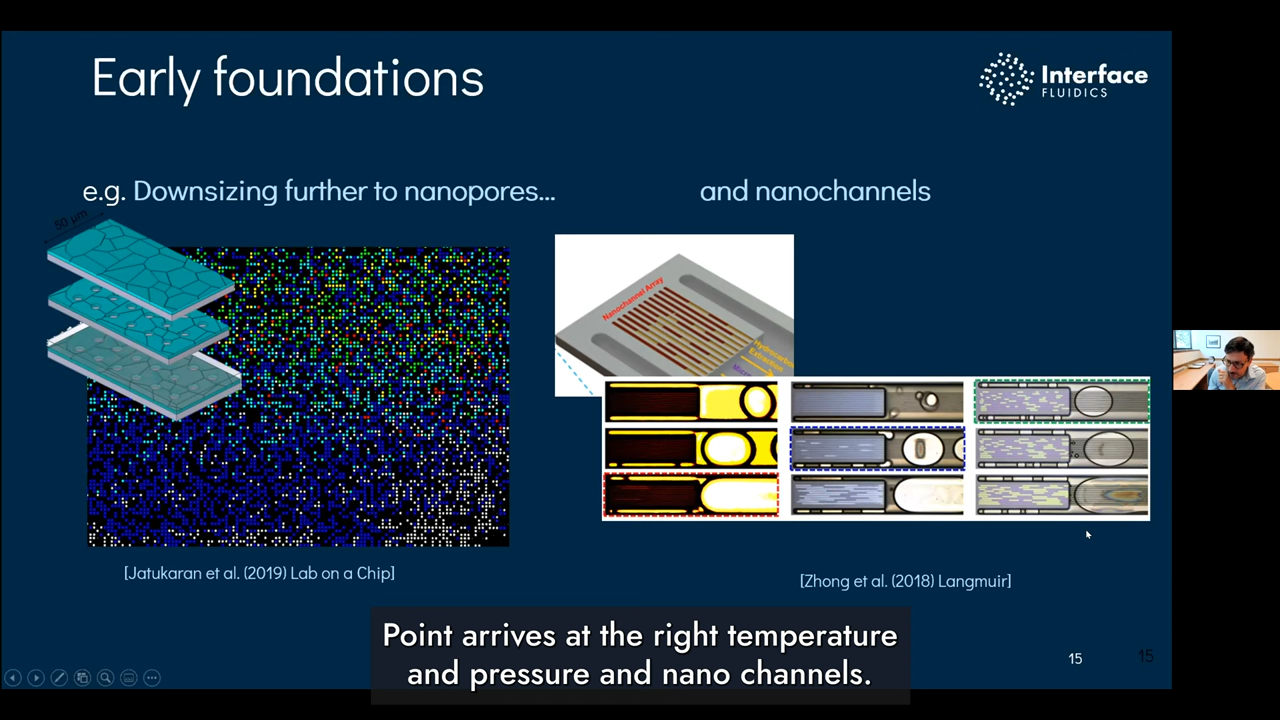 Early foundations
Interface
FLUIDICS
e.g. Downsizing further to nanopores...
and nanochannels
50 µm
Nanochannel Array
Hydrocarbon
Extraction
[Jatukaran et al. (2019) Lab on a Chip]
[Zhong et al. (2018) Langmuir]
Point arrives at the right temperature
and pressure and nano channels.
15
15